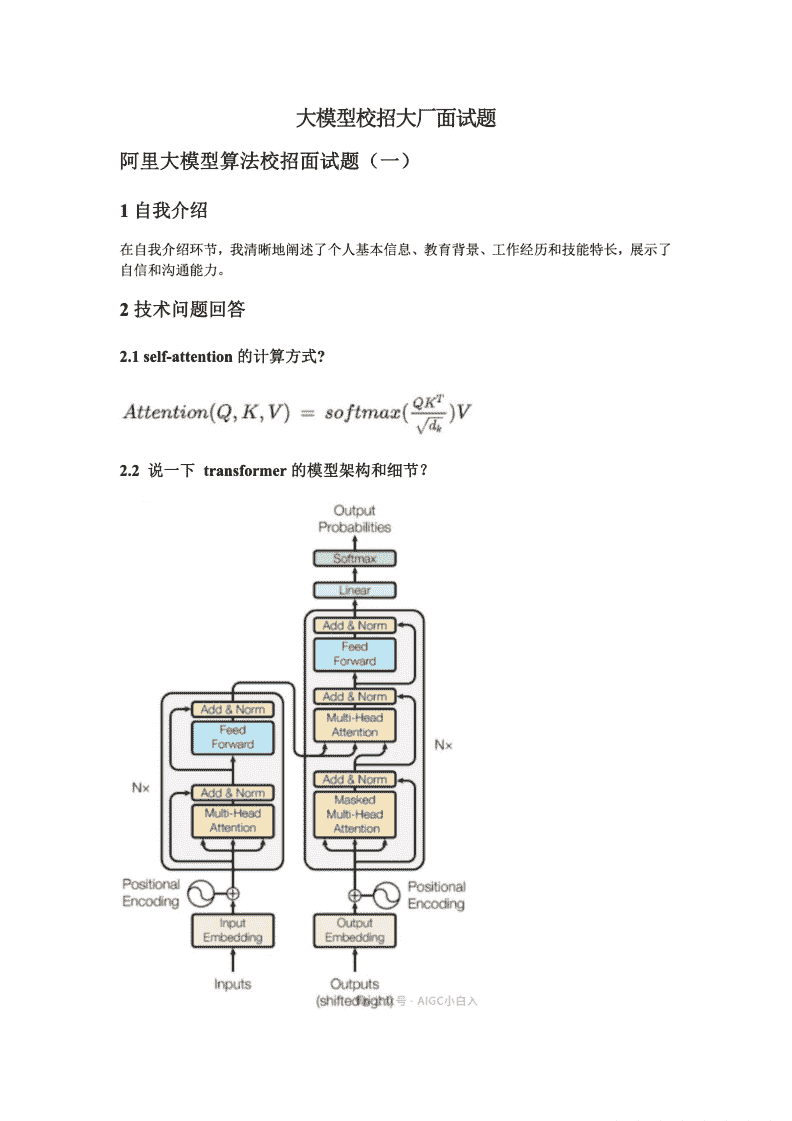 大模型校招大厂面试题
阿里大模型算法校招面试题（一）
1 自我介绍
在自我介绍环节，我清晰地阐述了个人基本信息、教育背景、工作经历和技能特长，展示了
自信和沟通能力。
2 技术问题回答
2.1 self-attention 的计算方式?
Attention(Q, K, V) = softmax(QK^T/√d_k)V
2.2 说一下 transformer 的模型架构和细节？
Output
Probabilities
Softmax
Linear
Add & Norm
Feed
Forward
Add & Norm
Multi-Head
Attention
Nx
Add & Norm
Masked
Multi-Head
Attention
Positional
Encoding
Output
Embedding
Outputs
(shifted right)
Add & Norm
Feed
Forward
Nx
Add & Norm
Multi-Head
Attention
Positional
Encoding
Input
Embedding
Inputs
号 · AIGC小白入